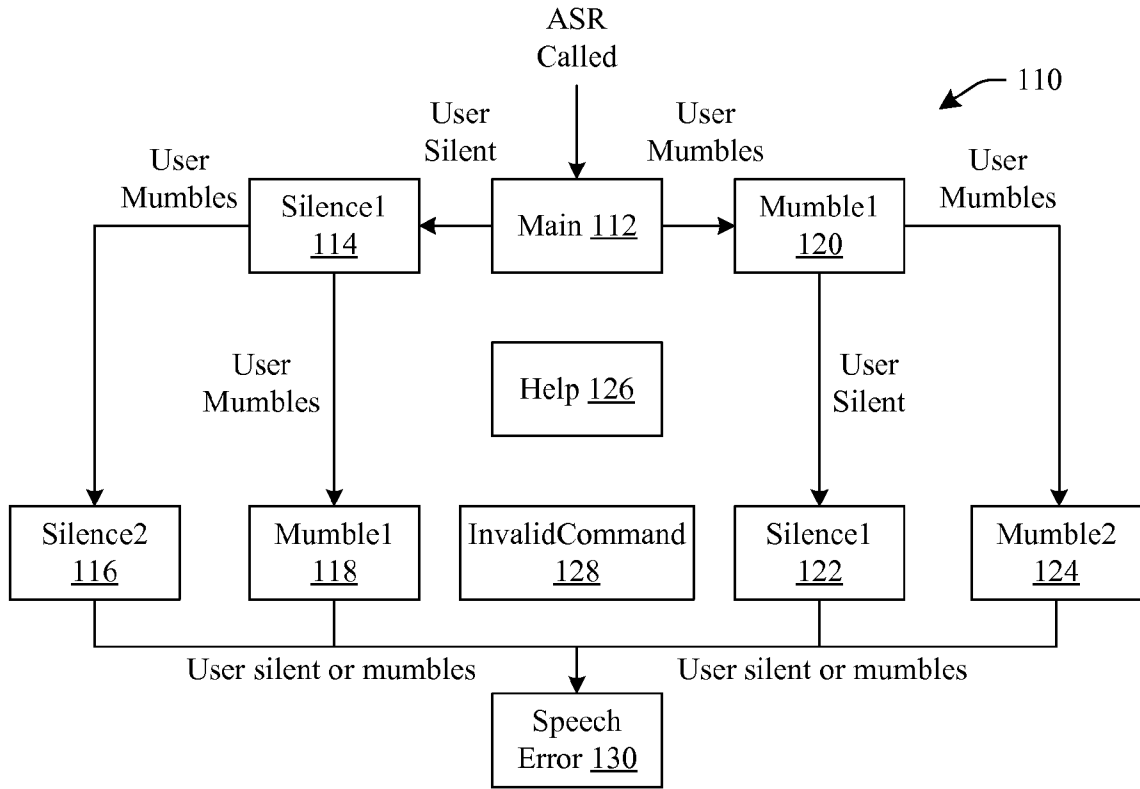 ASR
Called
110
User
Silent
User
Mumbles
User
Mumbles
User
Mumbles
Silence1
114
Main 112
Mumble1
120
User
Mumbles
Help 126
User
Silent
Silence2
116
Mumble1
118
InvalidCommand
128
Silence1
122
Mumble2
124
User silent or mumbles
User silent or mumbles
Speech
Error 130